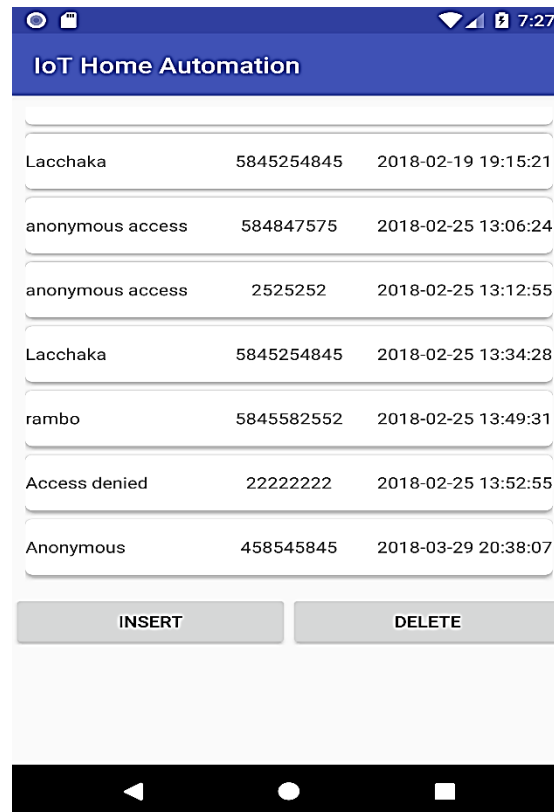 7:27
IoT Home Automation
Lacchaka 5845254845 2018-02-19 19:15:21
anonymous access 584847575 2018-02-25 13:06:24
anonymous access 2525252 2018-02-25 13:12:55
Lacchaka 5845254845 2018-02-25 13:34:28
rambo 5845582552 2018-02-25 13:49:31
Access denied 22222222 2018-02-25 13:52:55
Anonymous 458545845 2018-03-29 20:38:07
INSERT DELETE